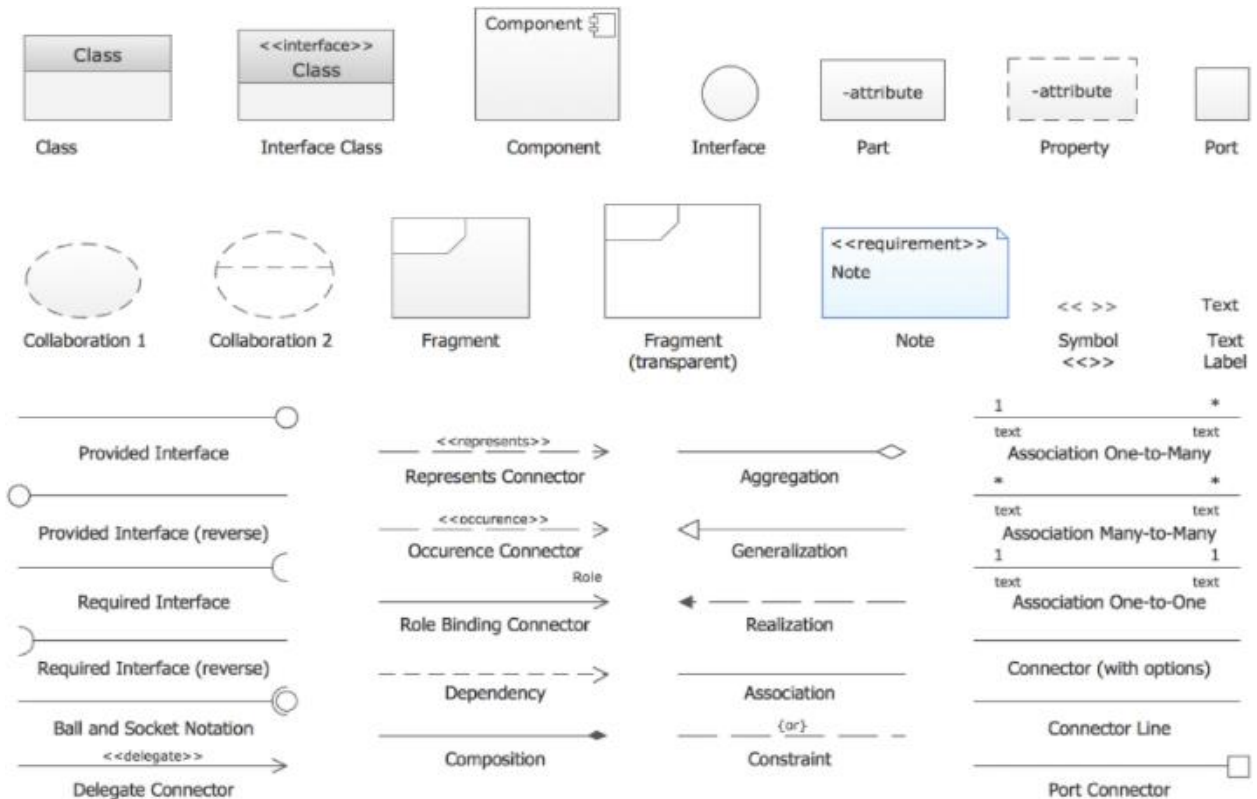 Class
<<interface>>
Class
Component
-attribute
-attribute
Class
Interface Class
Component
Interface
Part
Property
Port
<<requirement>>
Note
<< >>
Text
Collaboration 1
Collaboration 2
Fragment
Fragment
(transparent)
Note
Symbol
<<>>
Text
Label
Provided Interface
Provided Interface (reverse)
Required Interface
Required Interface (reverse)
Ball and Socket Notation
<<delegate>>
Delegate Connector
<<represents>>
Represents Connector
<<occurence>>
Occurence Connector
Role
Role Binding Connector
Dependency
Composition
Aggregation
Generalization
Realization
Association
{or}
Constraint
1 *
text text
Association One-to-Many
* *
text text
Association Many-to-Many
1 1
text text
Association One-to-One
Connector (with options)
Connector Line
Port Connector